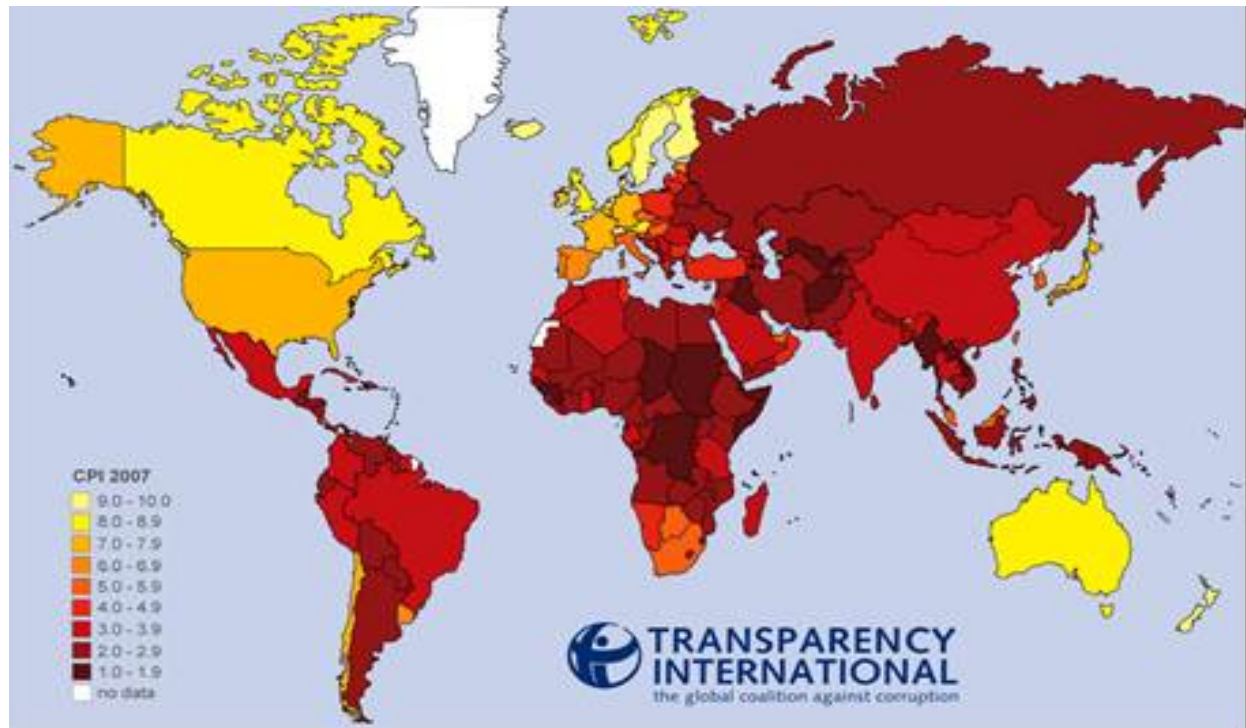 CPI 2007
9.0 - 10.0
8.0 - 8.9
7.0 - 7.9
6.0 - 6.9
5.0 - 5.9
4.0 - 4.9
3.0 - 3.9
2.0 - 2.9
1.0 - 1.9
no data
TRANSPARENCY
INTERNATIONAL
the global coalition against corruption